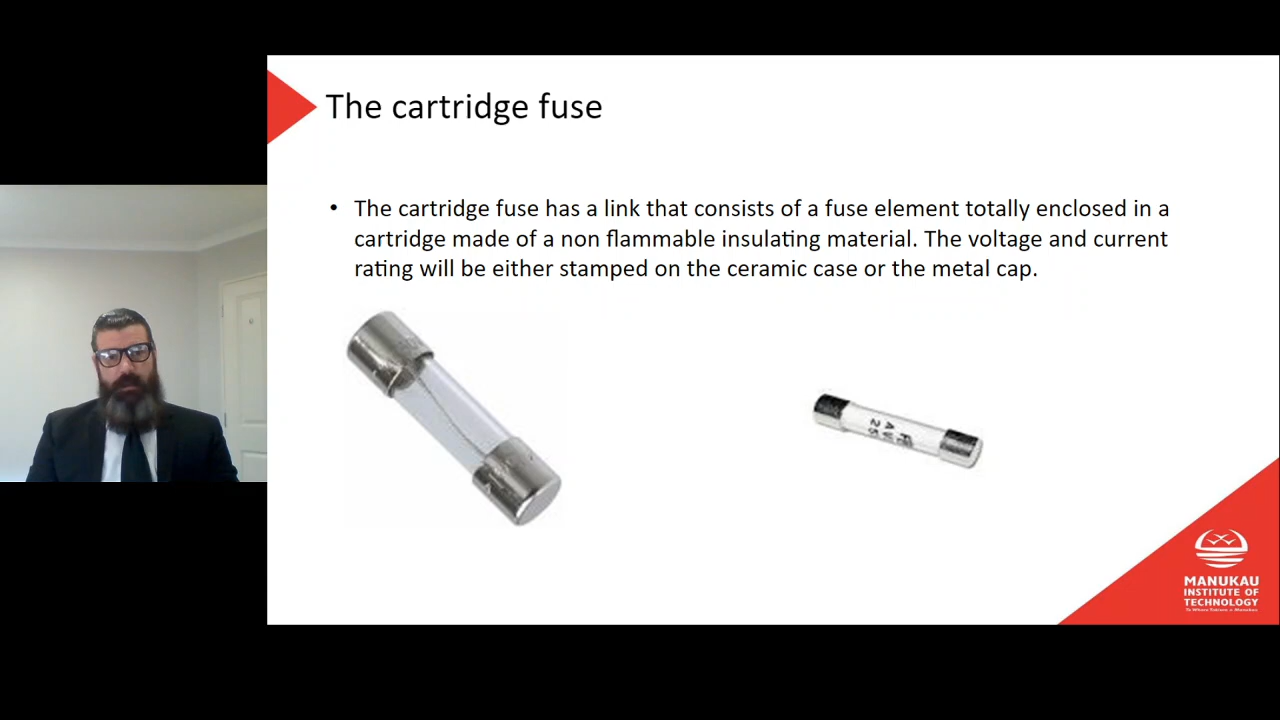 The cartridge fuse
• The cartridge fuse has a link that consists of a fuse element totally enclosed in a
cartridge made of a non flammable insulating material. The voltage and current
rating will be either stamped on the ceramic case or the metal cap.
MANUKAU
INSTITUTE OF
TECHNOLOGY